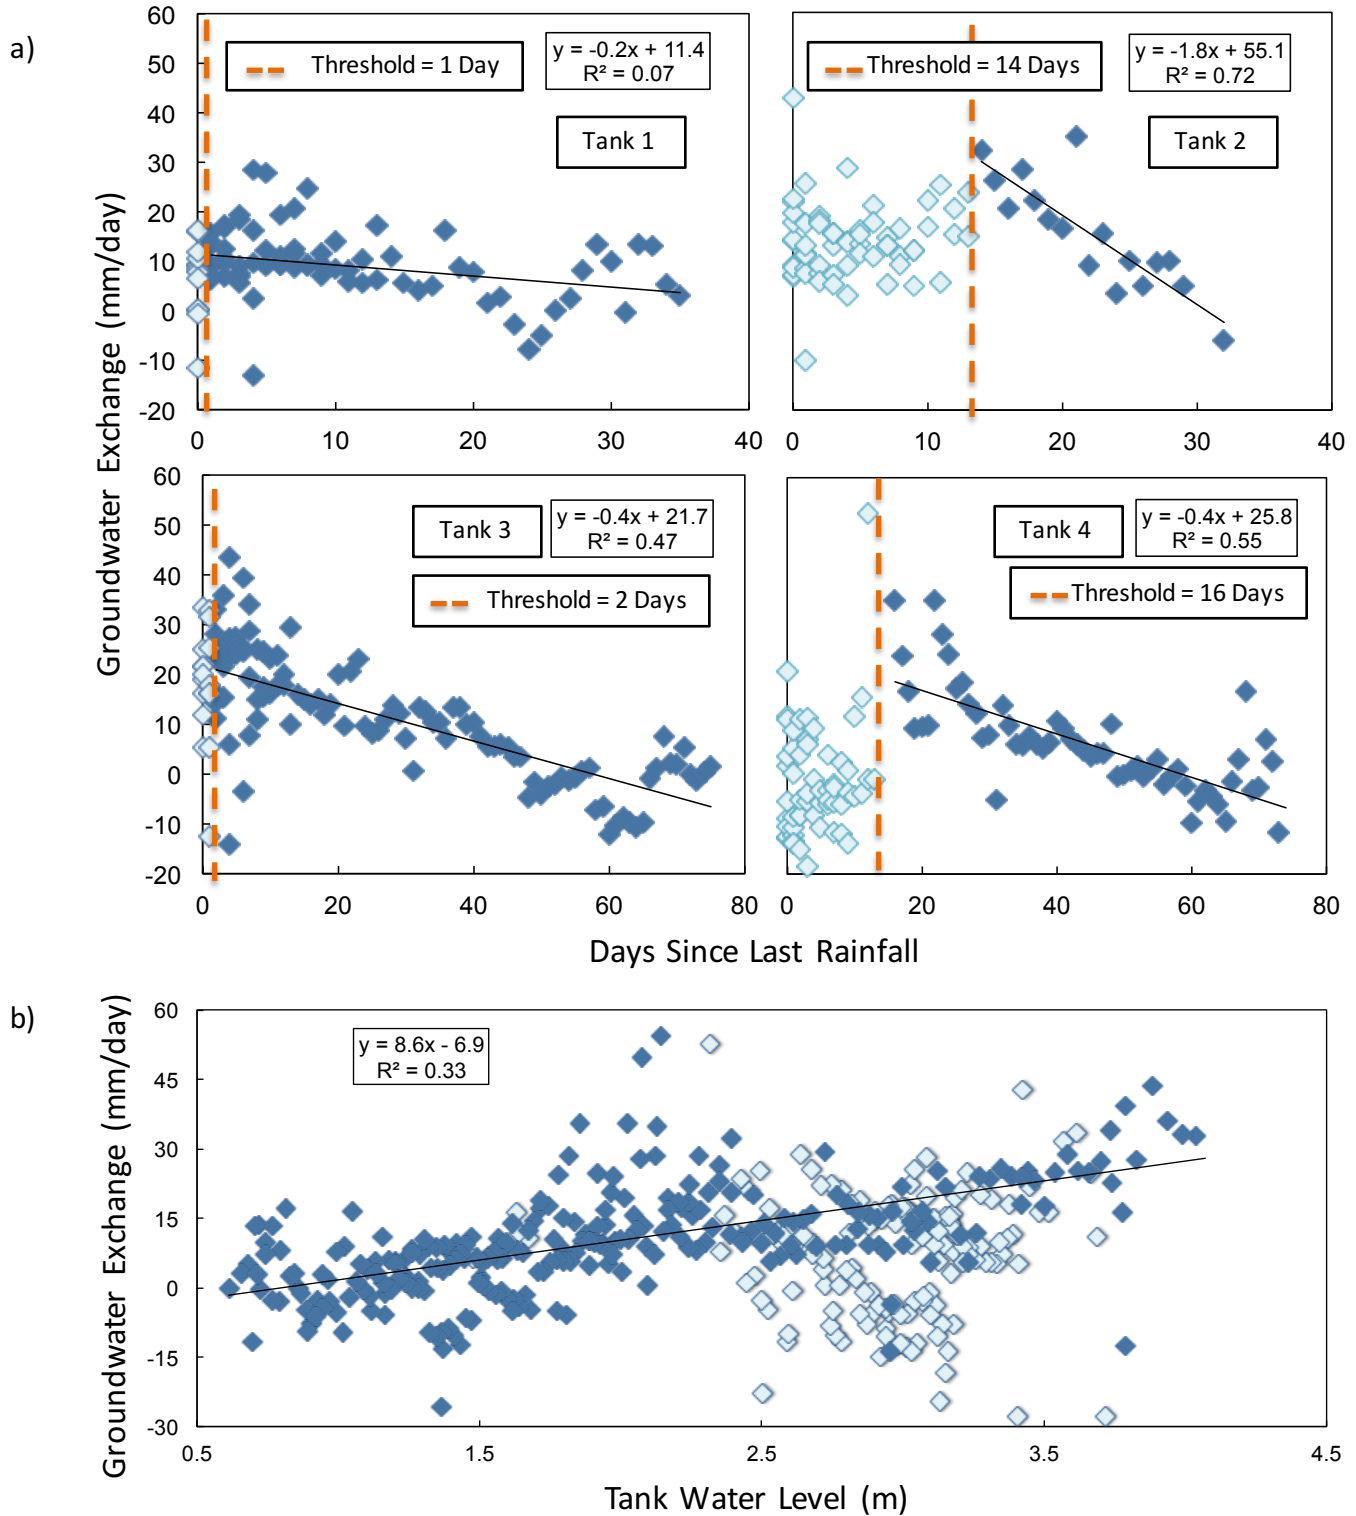 a)
Groundwater Exchange (mm/day)
60
50
40
30
20
10
0
-10
-20
Threshold = 1 Day
y = -0.2x + 11.4
R² = 0.07
Tank 1
0 10 20 30 40
Threshold = 14 Days
y = -1.8x + 55.1
R² = 0.72
Tank 2
0 10 20 30 40
60
50
40
30
20
10
0
-10
-20
Tank 3
y = -0.4x + 21.7
R² = 0.47
Threshold = 2 Days
0 20 40 60 80
Tank 4
y = -0.4x + 25.8
R² = 0.55
Threshold = 16 Days
0 20 40 60 80
Days Since Last Rainfall
b)
Groundwater Exchange (mm/day)
60
45
30
15
0
-15
-30
y = 8.6x - 6.9
R² = 0.33
0.5 1.5 2.5 3.5 4.5
Tank Water Level (m)